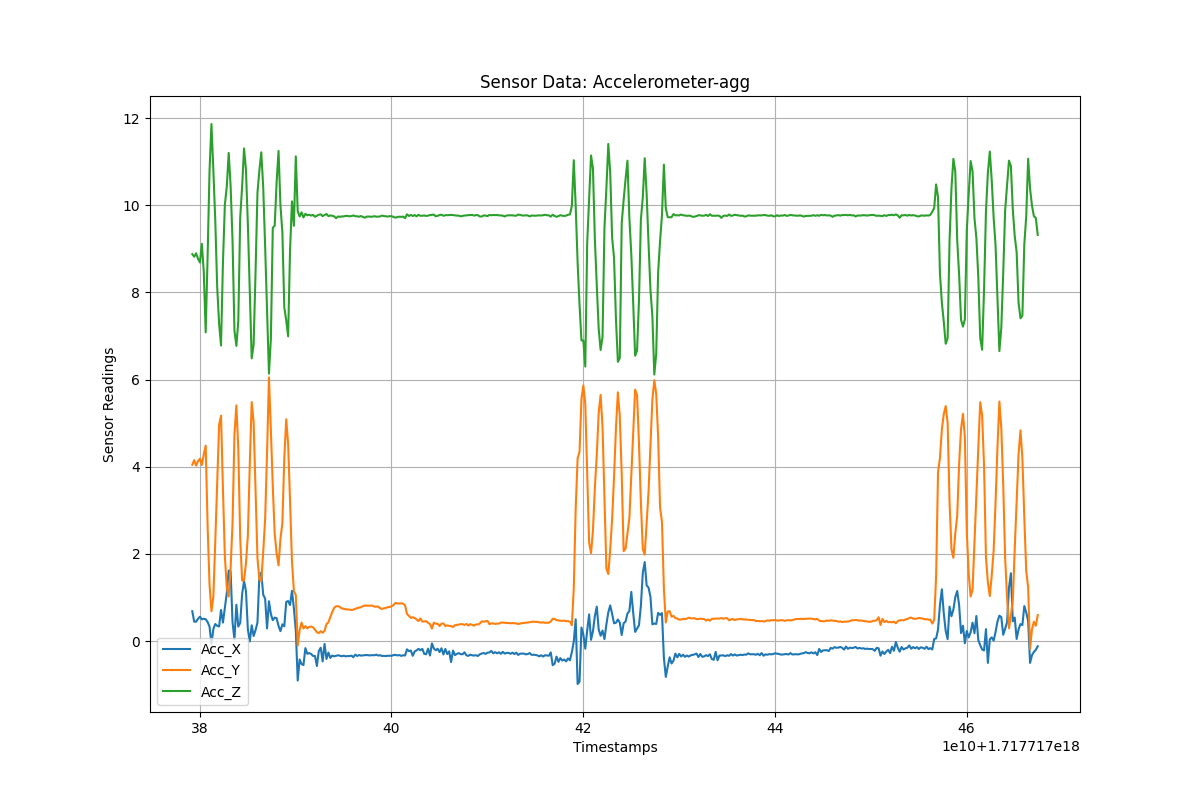 Sensor Data: Accelerometer-agg
12
10
8
6
4
2
0
Sensor Readings
Acc_X
Acc_Y
Acc_Z
38 40 42 44 46
Timestamps
1e10+1.717717e18